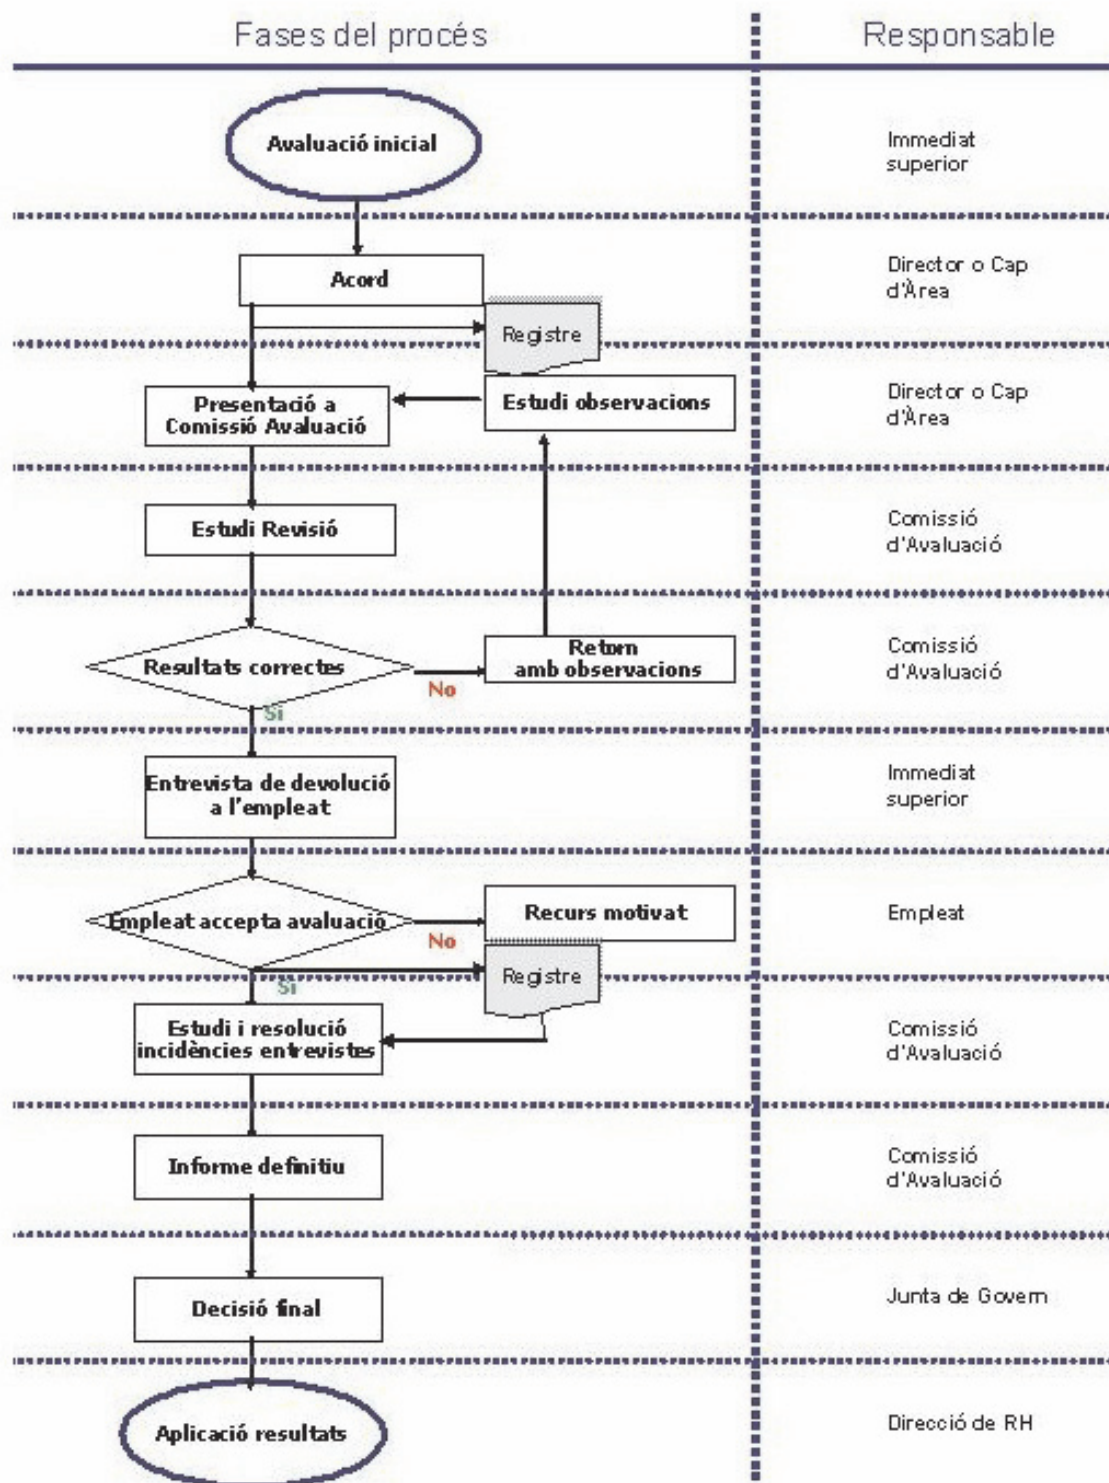 Fases del procés
Responsable
Avaluació inicial
Immediat
superior
Acord
Director o Cap
d'Àrea
Registre
Presentació a
Comissió Avaluació
Estudi observacions
Director o Cap
d'Àrea
Estudi Revisió
Comissió
d'Avaluació
Resultats correctes
No
Si
Retorn
amb observacions
Comissió
d'Avaluació
Entrevista de devolució
a l'empleat
Immediat
superior
Empleat accepta avaluació
No
Si
Recurs motivat
Empleat
Registre
Estudi i resolució
incidències entrevistes
Comissió
d'Avaluació
Informe definitiu
Comissió
d'Avaluació
Decisió final
Junta de Govern
Aplicació resultats
Direcció de RH